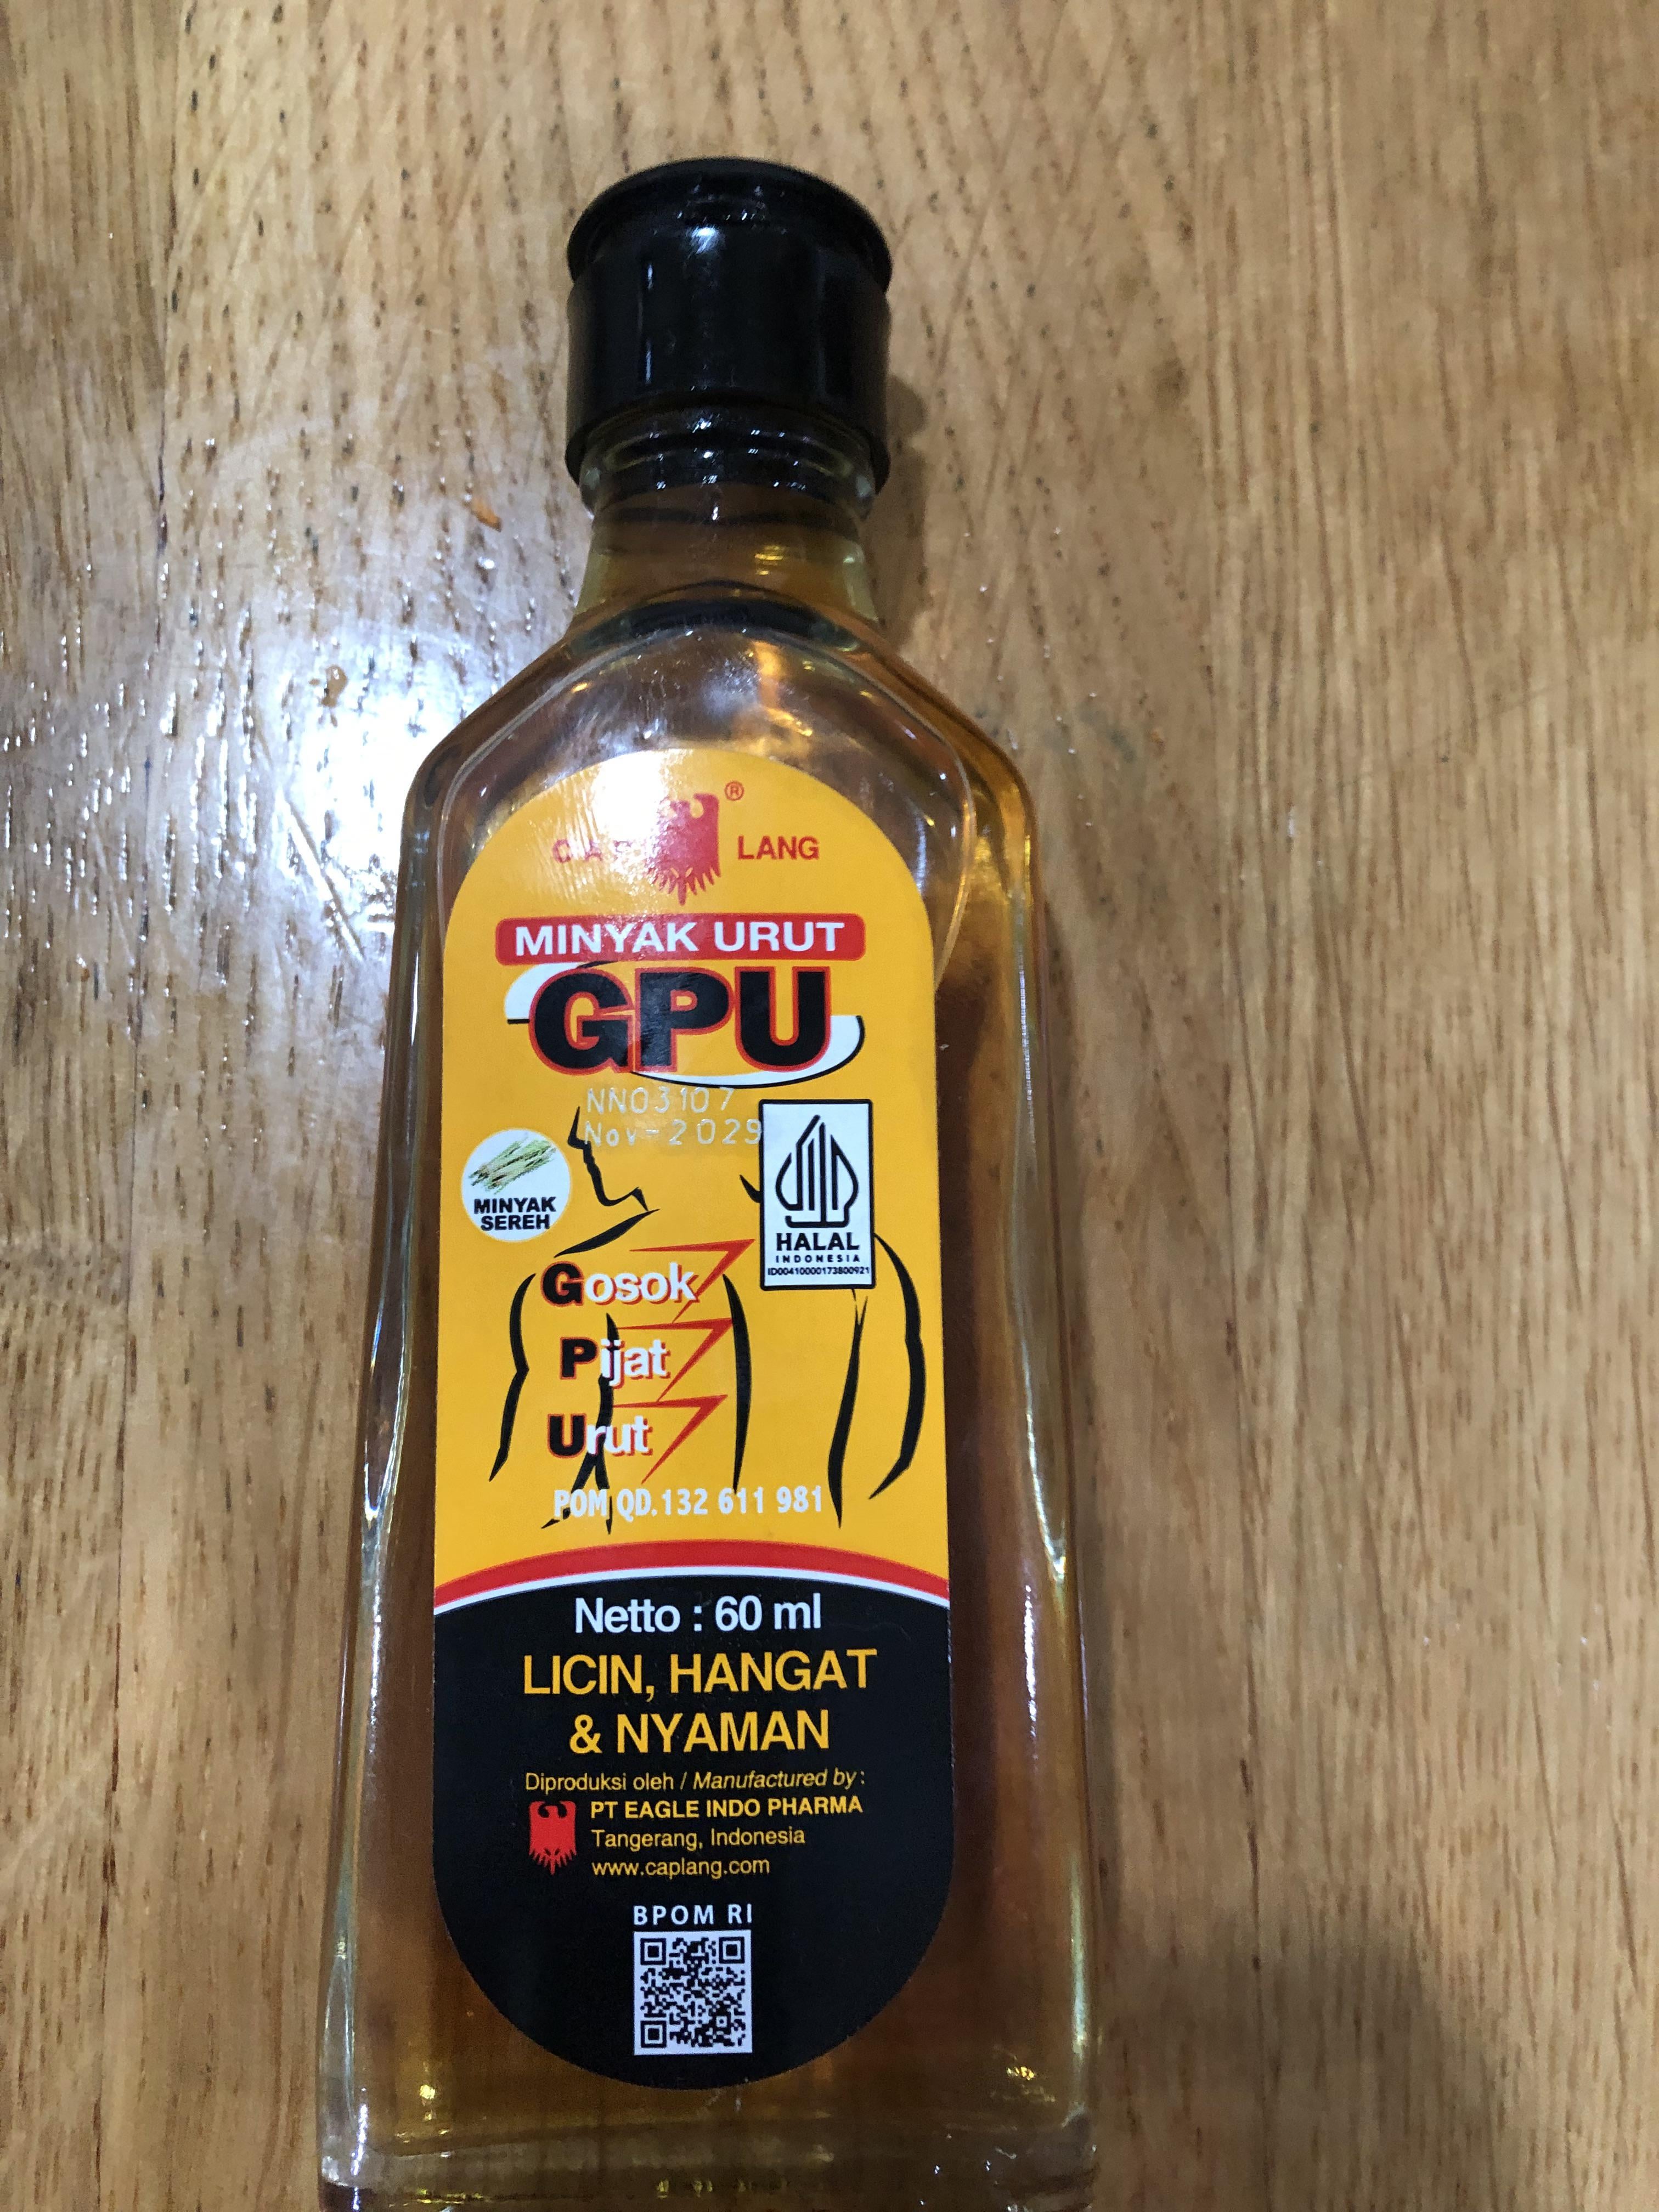 CAP LANG ®
MINYAK URUT
GPU
NN03107
Nov-2029
MINYAK
SEREH
HALAL
INDONESIA
ID00410000173800921
Gosok
Pijat
Urut
POM QD.132 611 981
Netto : 60 ml
LICIN, HANGAT
& NYAMAN
Diproduksi oleh / Manufactured by :
PT EAGLE INDO PHARMA
Tangerang, Indonesia
www.caplang.com
BPOM RI